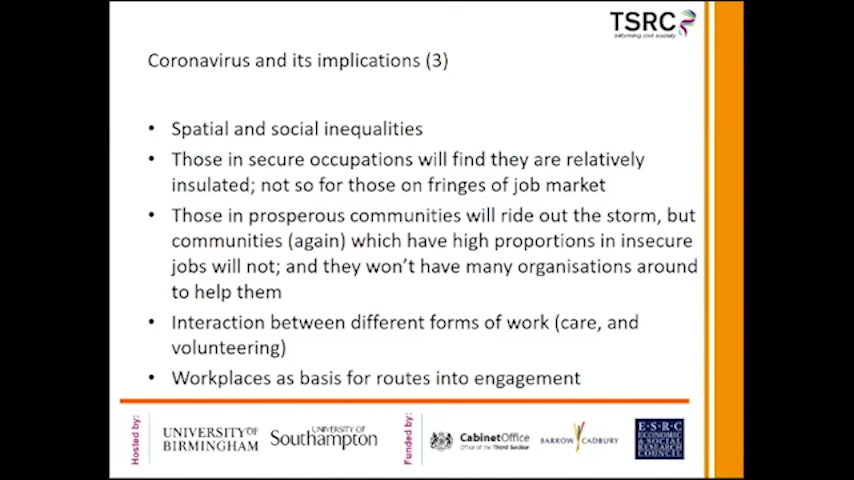 TSRC
informing civil society
Coronavirus and its implications (3)
• Spatial and social inequalities
• Those in secure occupations will find they are relatively
insulated; not so for those on fringes of job market
• Those in prosperous communities will ride out the storm, but
communities (again) which have high proportions in insecure
jobs will not; and they won't have many organisations around
to help them
• Interaction between different forms of work (care, and
volunteering)
• Workplaces as basis for routes into engagement
Hosted by:
UNIVERSITY OF
BIRMINGHAM
UNIVERSITY OF
Southampton
Funded by:
CabinetOffice
Office of the Third Sector
BARROW CADBURY
E·S·R·C
ECONOMIC
& SOCIAL
RESEARCH
COUNCIL